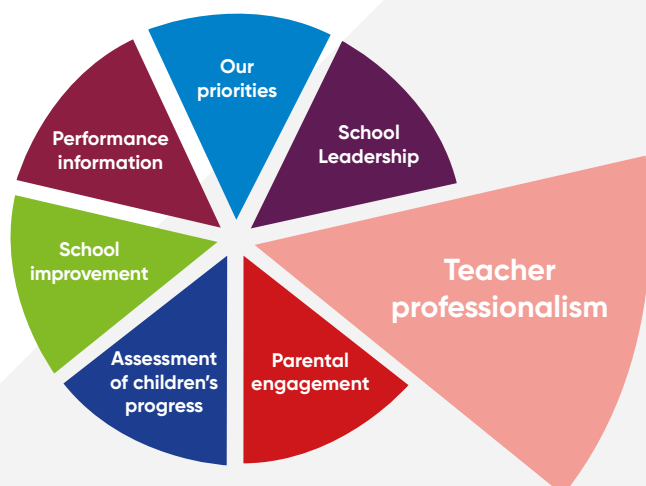 Our
priorities
School
Leadership
Teacher
professionalism
Parental
engagement
Assessment
of children's
progress
School
improvement
Performance
information